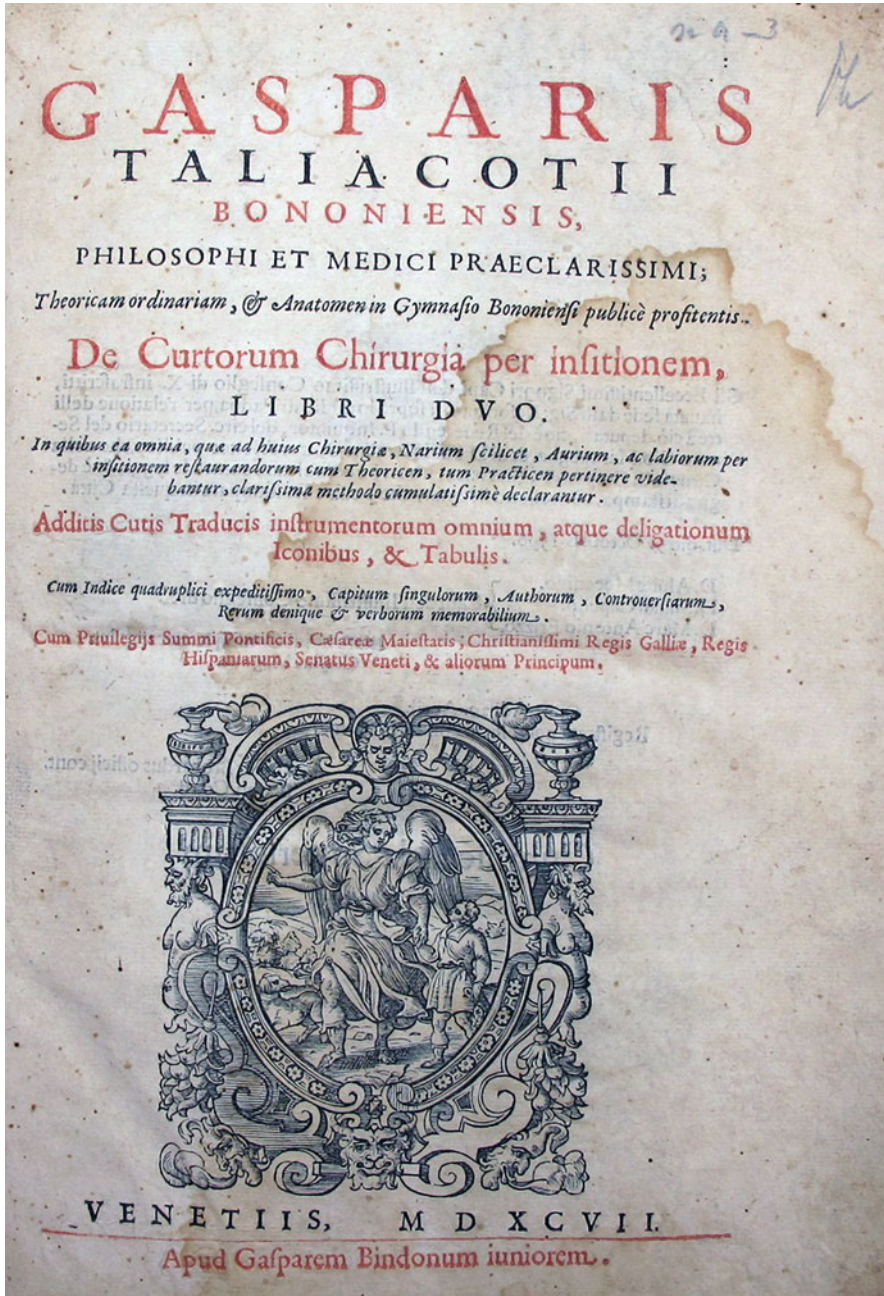 GASPARIS
TALIACOTII
BONONIENSIS,
PHILOSOPHI ET MEDICI PRAECLARISSIMI;
Theoricam ordinariam, & Anatomen in Gymnaſio Bononienſi publicè profitentis.
De Curtorum Chirurgia per inſitionem,
LIBRI DVO.
In quibus ea omnia, quæ ad huius Chirurgiæ, Narium ſcilicet, Aurium, ac labiorum per
inſitionem reſtaurandorum cum Theoricen, tum Practicen pertinere vide-
bantur, clariſſima methodo cumulatiſſimè declarantur.
Additis Cutis Traducis inſtrumentorum omnium, atque deligationum
Iconibus, & Tabulis.
Cum Indice quadruplici expeditiſſimo, Capitum ſingulorum, Authorum, Controuerſiarum,
Rerum denique & verborum memorabilium.
Cum Priuilegijs Summi Pontificis, Cæſareæ Maieſtatis; Chriſtianiſſimi Regis Galliæ, Regis
Hiſpaniarum, Senatus Veneti, & aliorum Principum.
VENETIIS, M D XCVII.
Apud Gaſparem Bindonum iuniorem.